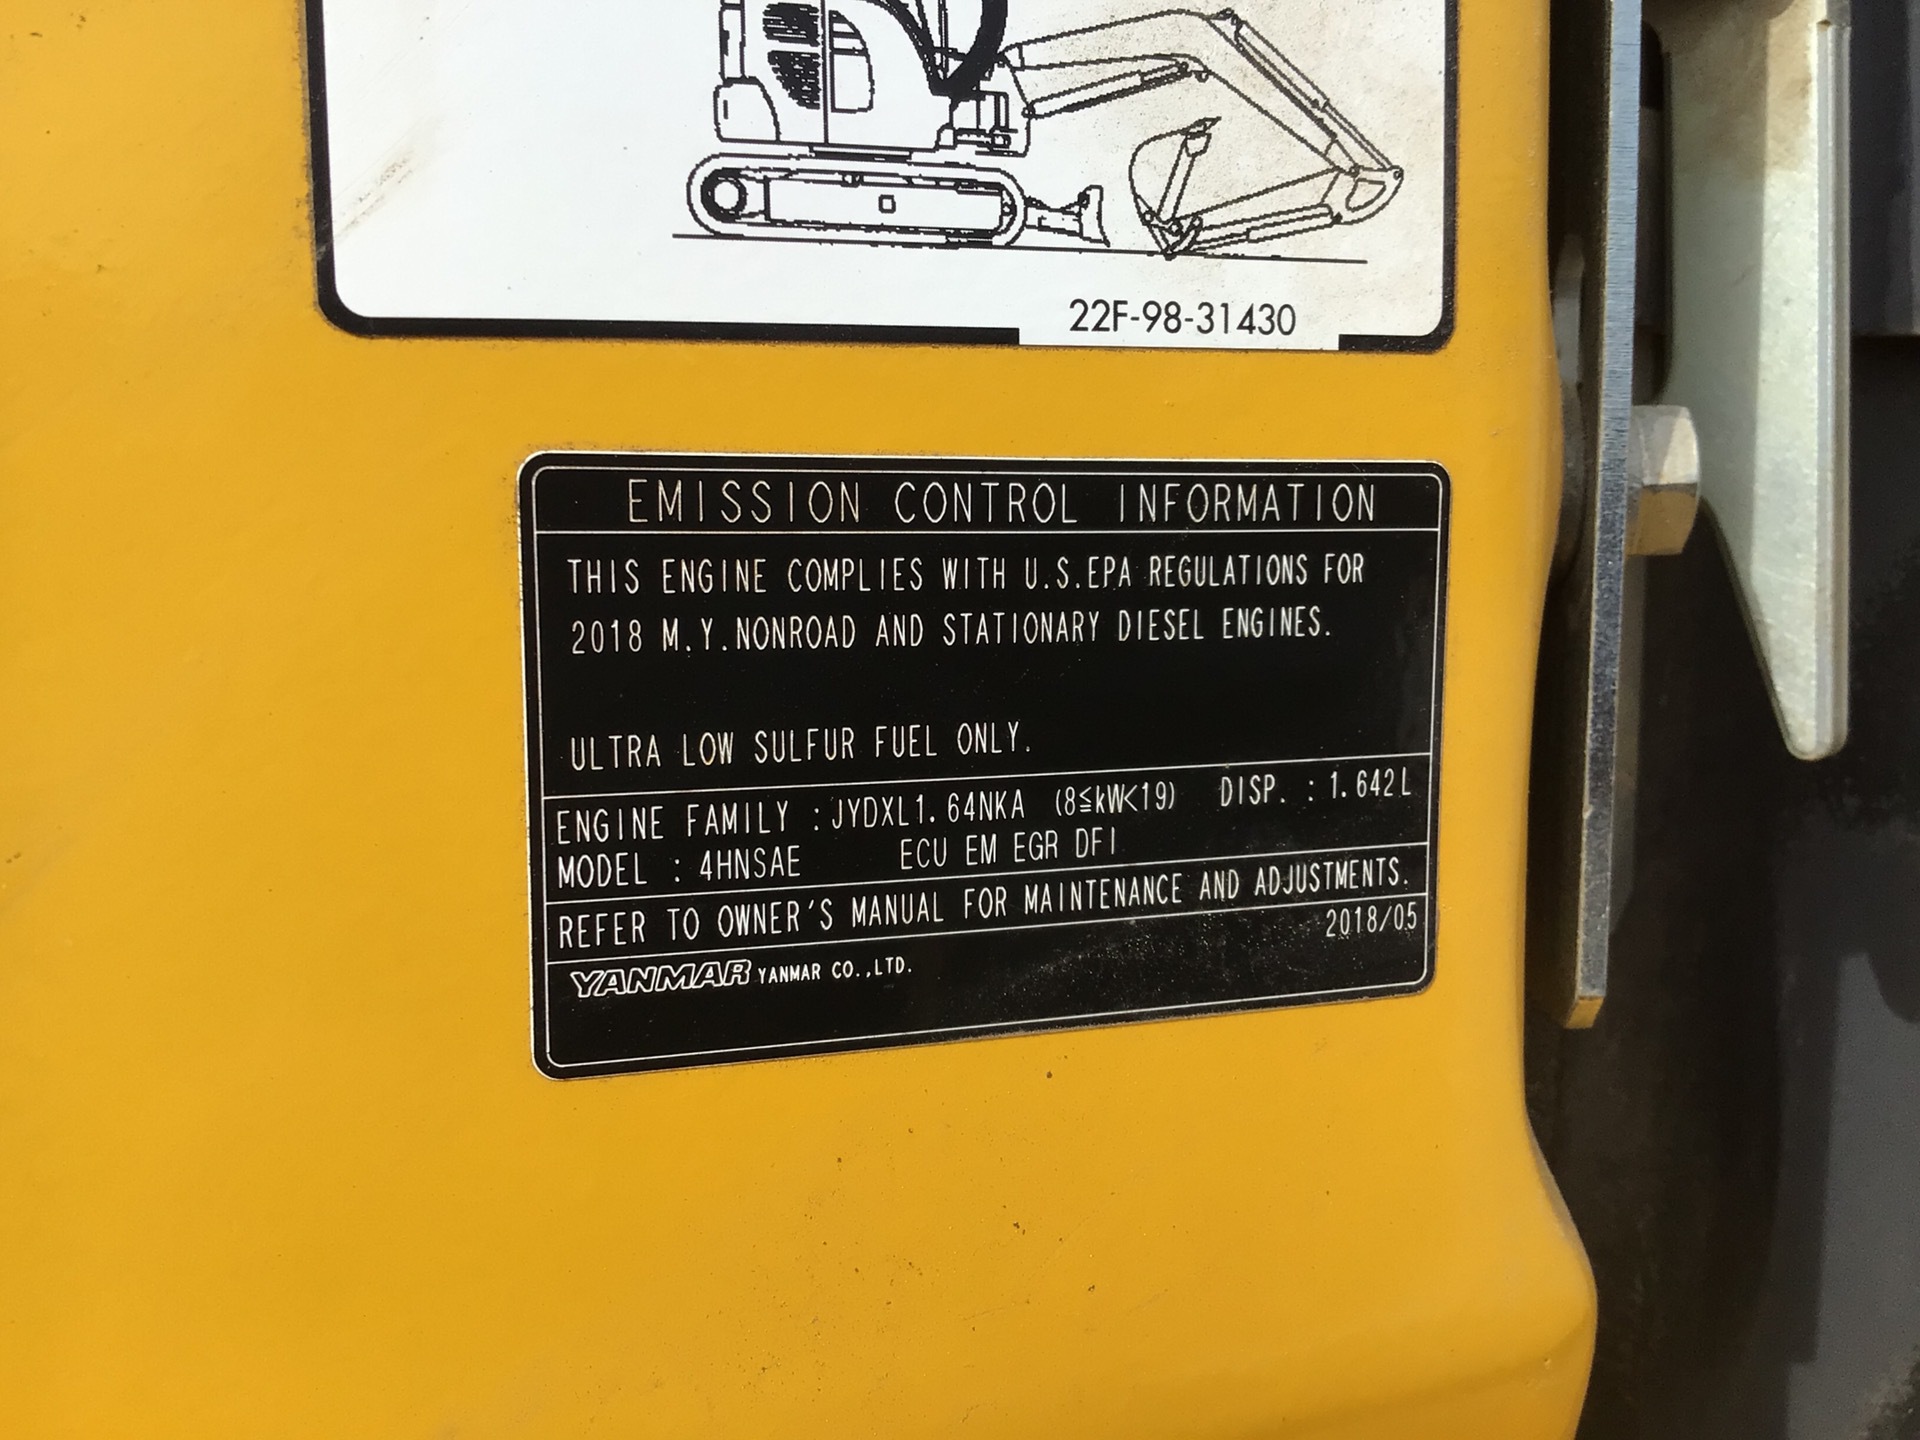 22F-98-31430
EMISSION CONTROL INFORMATION
THIS ENGINE COMPLIES WITH U.S.EPA REGULATIONS FOR
2018 M.Y.NONROAD AND STATIONARY DIESEL ENGINES.
ULTRA LOW SULFUR FUEL ONLY.
ENGINE FAMILY : JYDXL1.64NKA (8≦kW<19) DISP. : 1.642L
MODEL : 4HNSAE ECU EM EGR DFI
REFER TO OWNER'S MANUAL FOR MAINTENANCE AND ADJUSTMENTS.
2018/05
YANMAR YANMAR CO.,LTD.